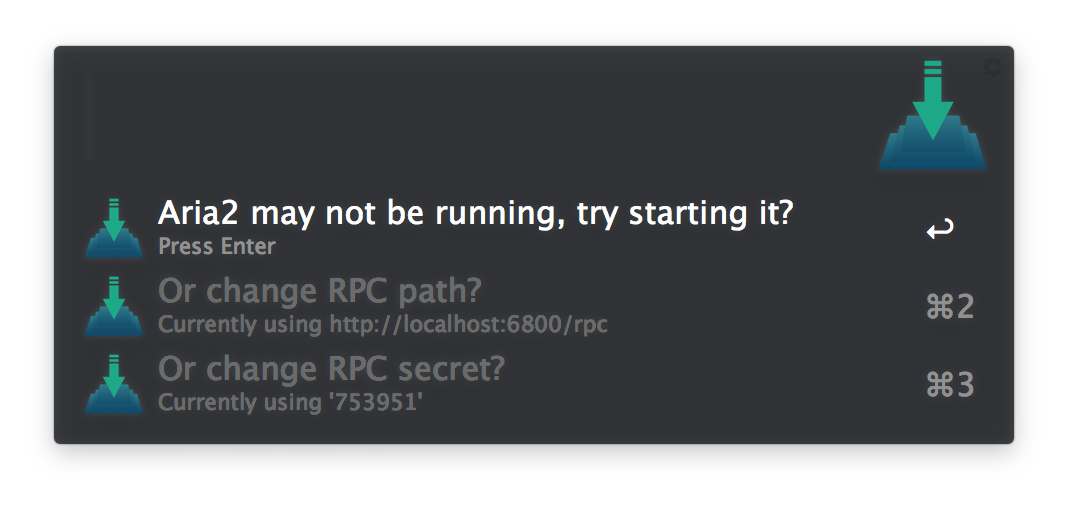 Aria2 may not be running, try starting it?
Press Enter
↩
Or change RPC path?
Currently using http://localhost:6800/rpc
⌘2
Or change RPC secret?
Currently using '753951'
⌘3